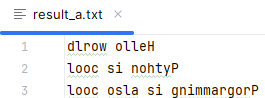 result_a.txt
1 dlrow olleH
2 looc si nohtyP
3 looc osla si gnimmargorP